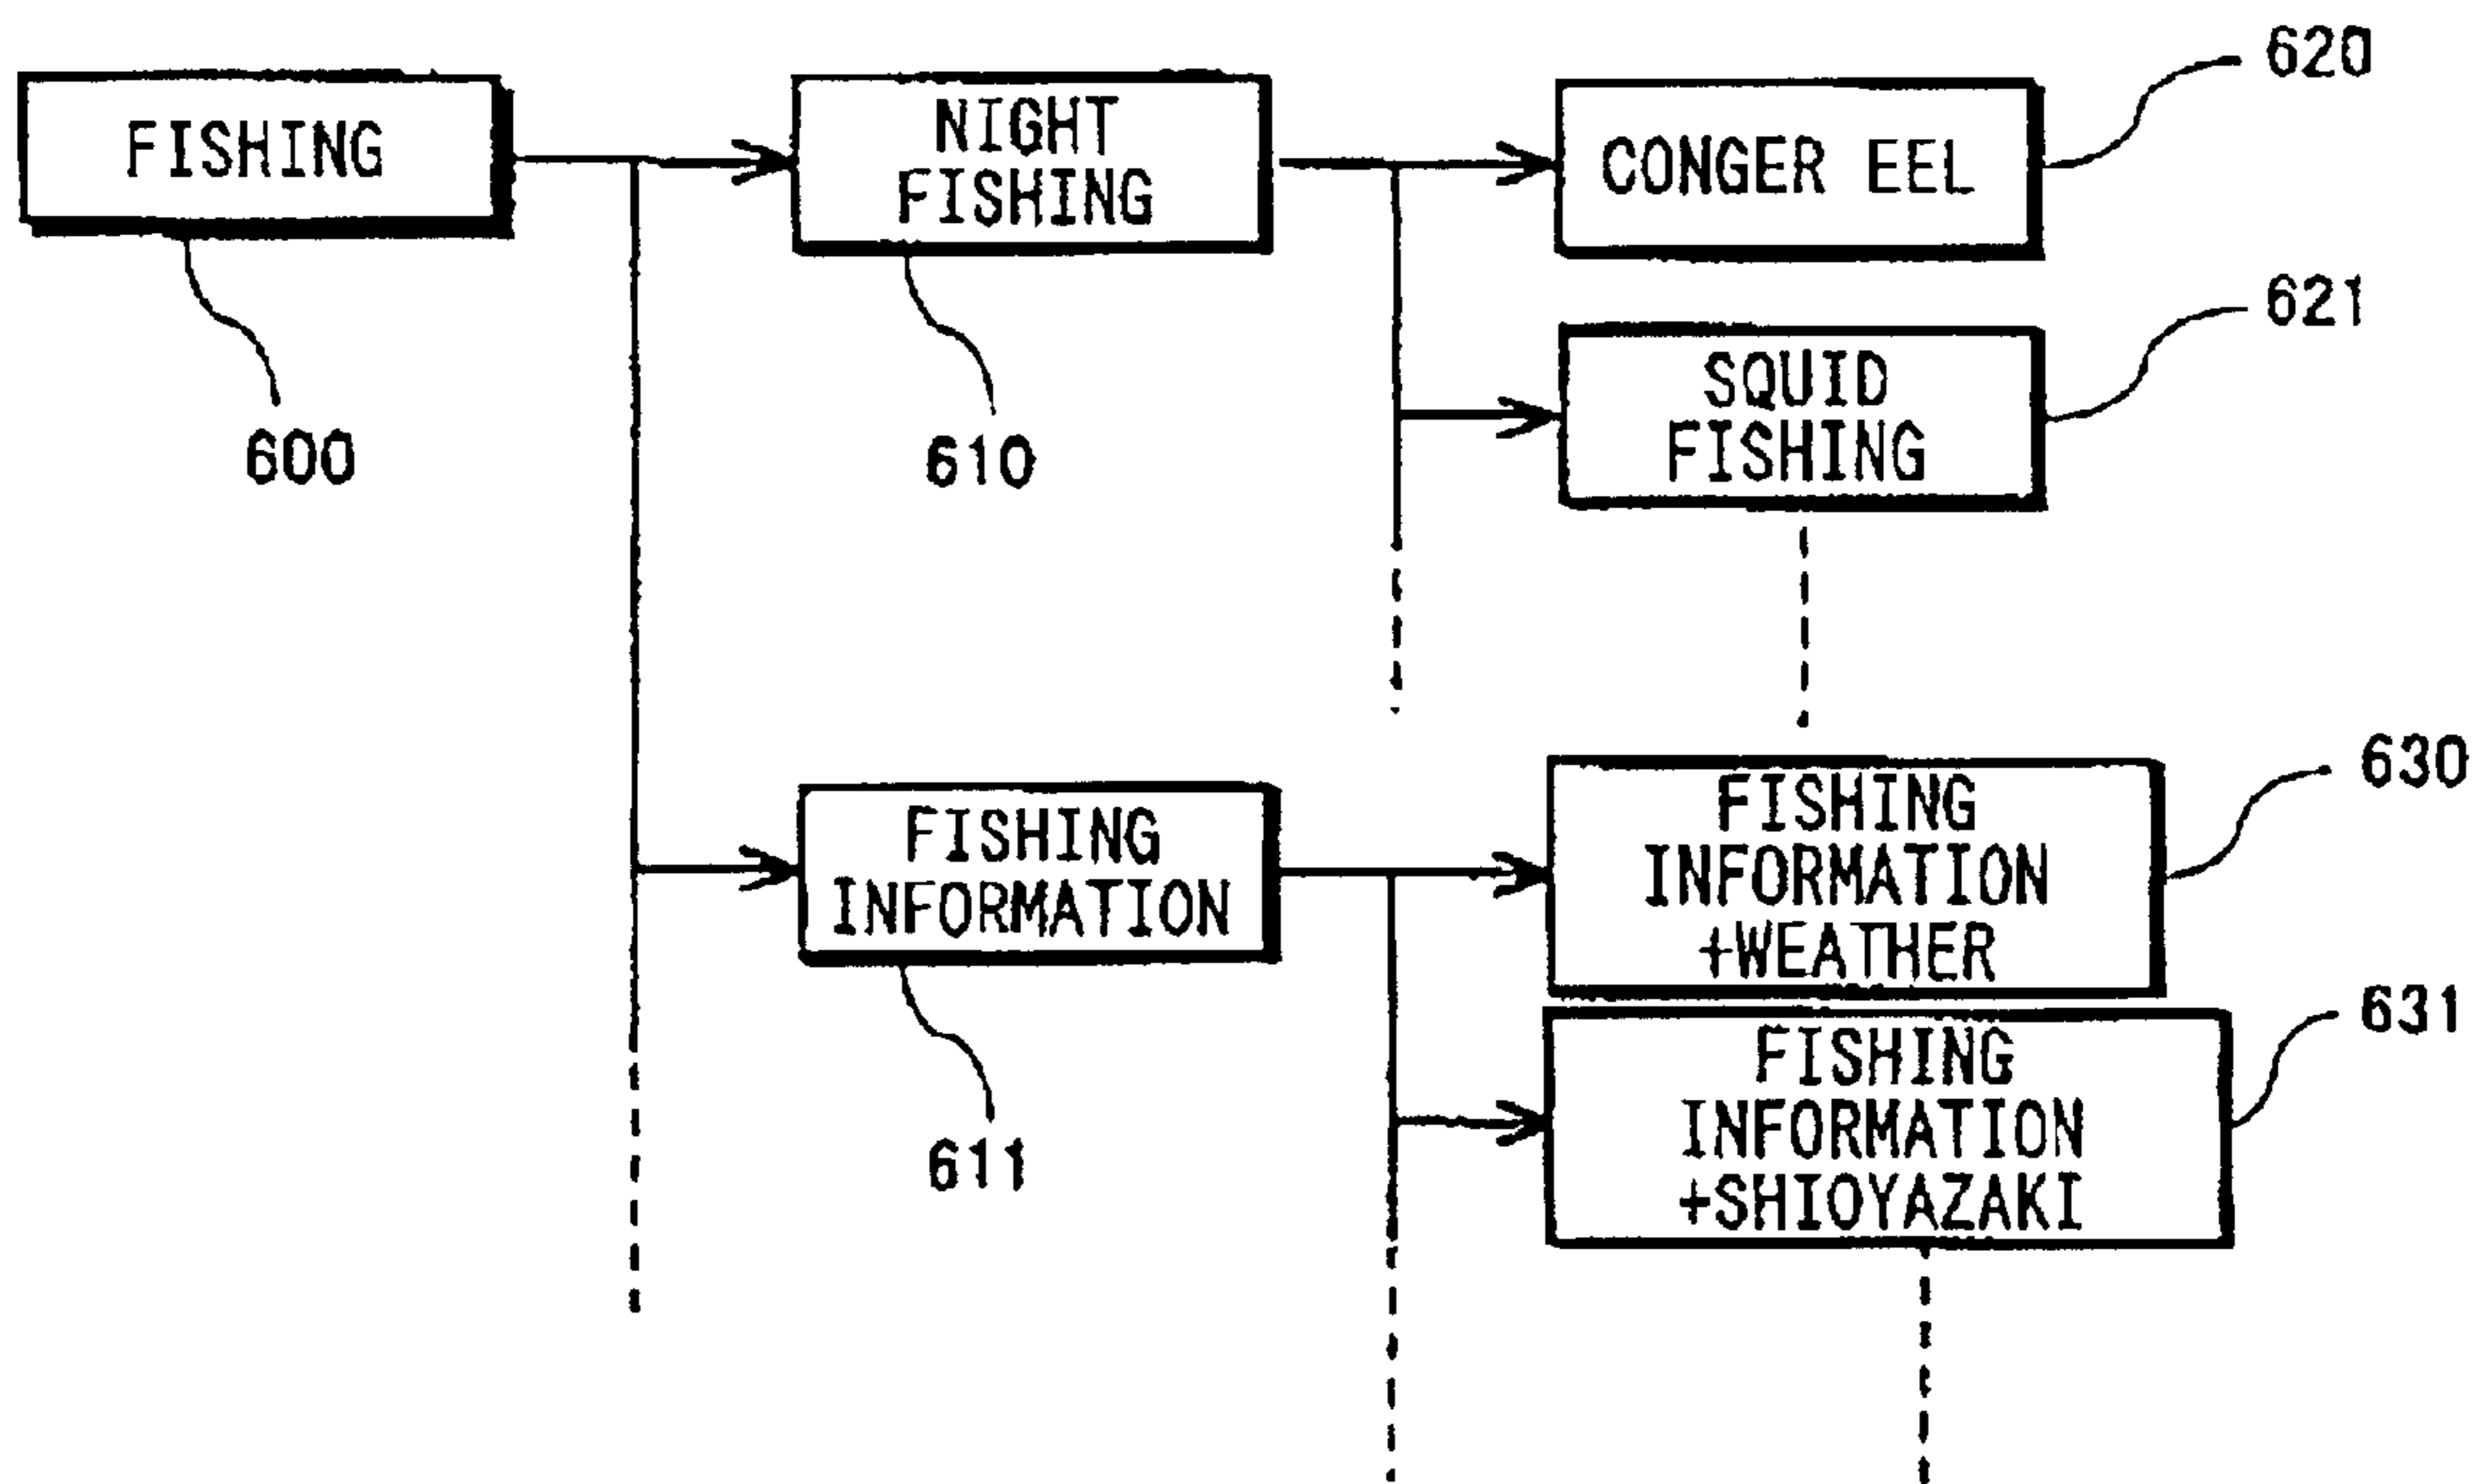 FISHING
600
NIGHT
FISHING
610
CONGER EEL
620
SQUID
FISHING
621
FISHING
INFORMATION
611
FISHING
INFORMATION
+WEATHER
630
FISHING
INFORMATION
+SHIOYAZAKI
631